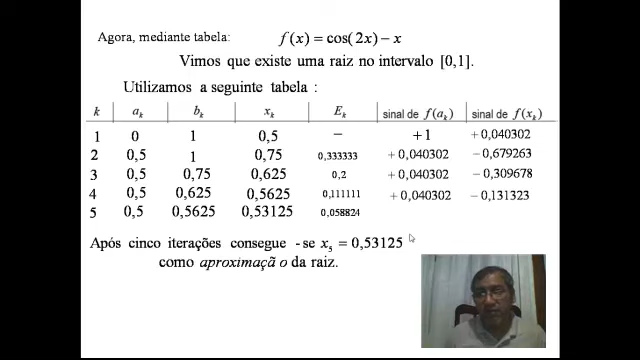 Agora, mediante tabela: f(x) = cos(2x) − x
Vimos que existe uma raiz no intervalo [0,1].
Utilizamos a seguinte tabela :
k a_k b_k x_k E_k sinal de f(a_k) sinal de f(x_k)
1 0 1 0,5 − +1 +0,040302
2 0,5 1 0,75 0,333333 +0,040302 −0,679263
3 0,5 0,75 0,625 0,2 +0,040302 −0,309678
4 0,5 0,625 0,5625 0,111111 +0,040302 −0,131323
5 0,5 0,5625 0,53125 0,058824
Após cinco iterações consegue -se x_5 = 0,53125
como aproximaçã o da raiz.